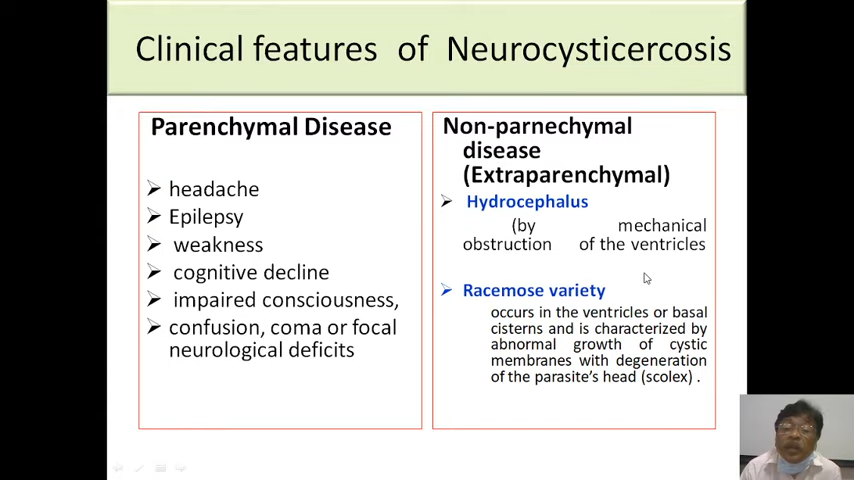 Clinical features of Neurocysticercosis
Parenchymal Disease
headache
Epilepsy
weakness
cognitive decline
impaired consciousness,
confusion, coma or focal
neurological deficits
Non-parnechymal
disease
(Extraparenchymal)
Hydrocephalus
(by mechanical
obstruction of the ventricles
Racemose variety
occurs in the ventricles or basal
cisterns and is characterized by
abnormal growth of cystic
membranes with degeneration
of the parasite's head (scolex) .